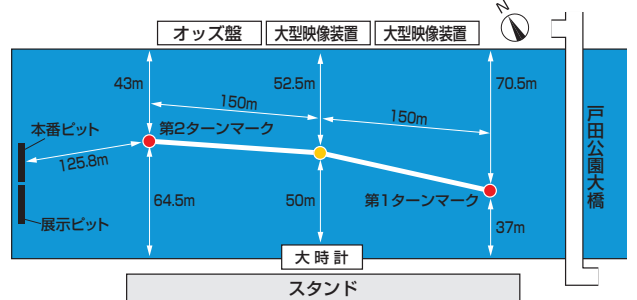 N
オッズ盤
大型映像装置
大型映像装置
43m
52.5m
70.5m
150m
150m
本番ピット
第2ターンマーク
125.8m
戸田公園大橋
64.5m
50m
第1ターンマーク
展示ピット
37m
大時計
スタンド